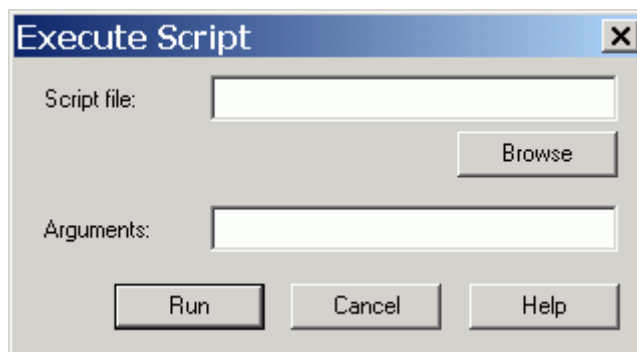 Execute Script
Script file:
Browse
Arguments:
Run Cancel Help